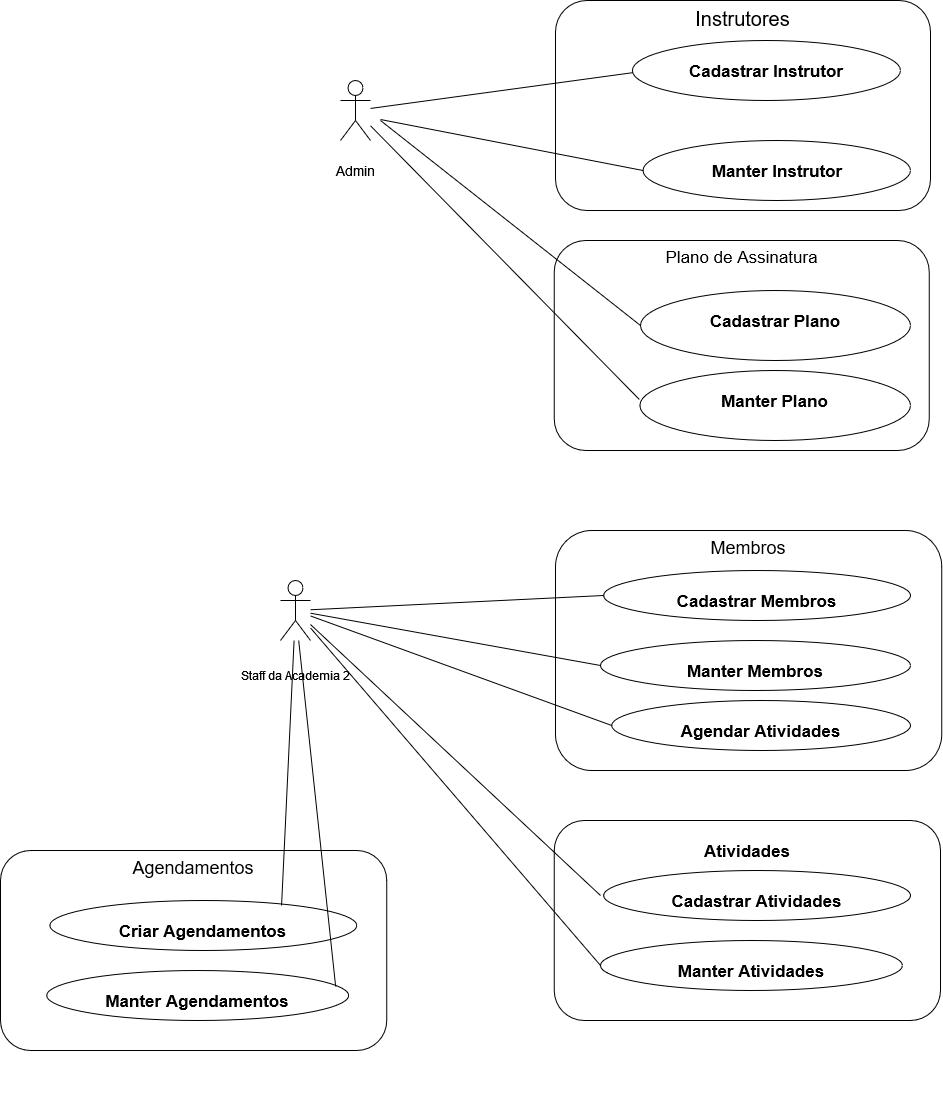 Instrutores
Cadastrar Instrutor
Manter Instrutor
Admin
Plano de Assinatura
Cadastrar Plano
Manter Plano
Membros
Cadastrar Membros
Manter Membros
Agendar Atividades
Staff da Academia 2
Atividades
Cadastrar Atividades
Manter Atividades
Agendamentos
Criar Agendamentos
Manter Agendamentos